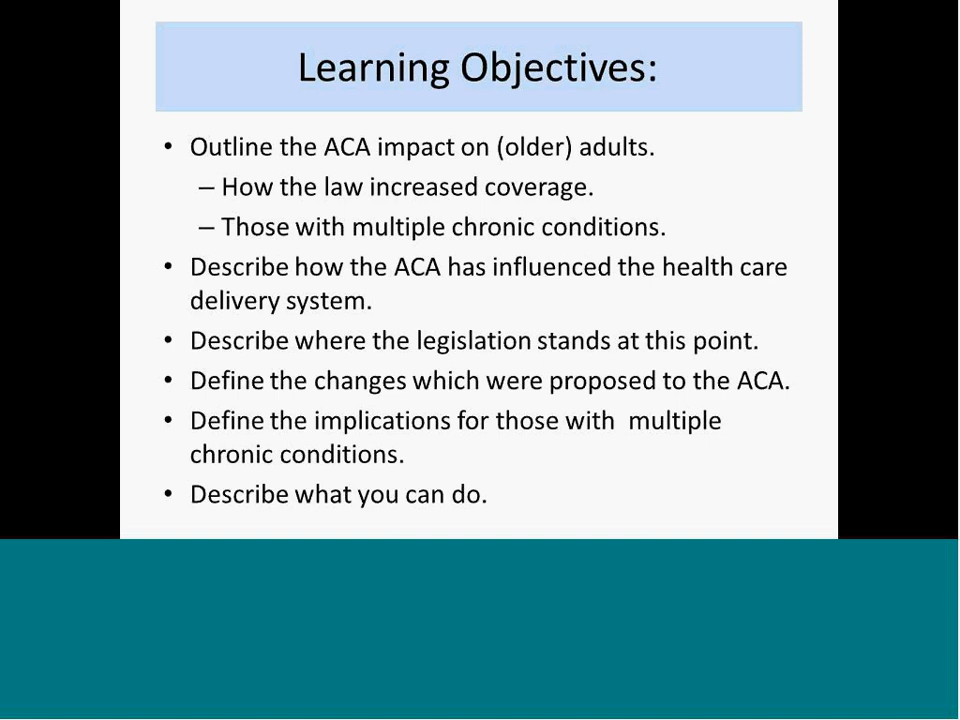 Learning Objectives:
• Outline the ACA impact on (older) adults.
– How the law increased coverage.
– Those with multiple chronic conditions.
• Describe how the ACA has influenced the health care
delivery system.
• Describe where the legislation stands at this point.
• Define the changes which were proposed to the ACA.
• Define the implications for those with  multiple
chronic conditions.
• Describe what you can do.